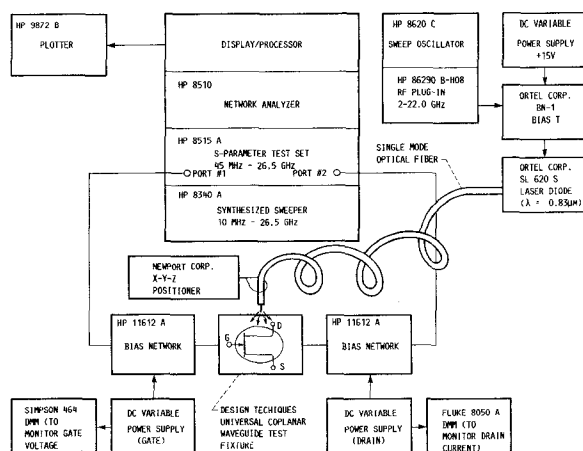 HP 9872 B
PLOTTER
DISPLAY/PROCESSOR
HP 8510
NETWORK ANALYZER
HP 8515 A
S-PARAMETER TEST SET
45 MHz - 26.5 GHz
PORT #1
PORT #2
HP 8340 A
SYNTHESIZED SWEEPER
10 MHz - 26.5 GHz
HP 8620 C
SWEEP OSCILLATOR
HP 86290 B-H08
RF PLUG-IN
2-22.0 GHz
DC VARIABLE
POWER SUPPLY
+15V
ORTEL CORP.
BN-1
BIAS T
SINGLE MODE
OPTICAL FIBER
ORTEL CORP.
SL 620 S
LASER DIODE
(λ = 0.83μm)
NEWPORT CORP.
X-Y-Z
POSITIONER
HP 11612 A
BIAS NETWORK
G
D
S
HP 11612 A
BIAS NETWORK
SIMPSON 464
DMM (TO
MONITOR GATE
VOLTAGE
DC VARIABLE
POWER SUPPLY
(GATE)
DESIGN TECHIQUES
UNIVERSAL COPLANAR
WAVEGUIDE TEST
FIXTURE
DC VARIABLE
POWER SUPPLY
(DRAIN)
FLUKE 8050 A
DMM (TO
MONITOR DRAIN
CURRENT)